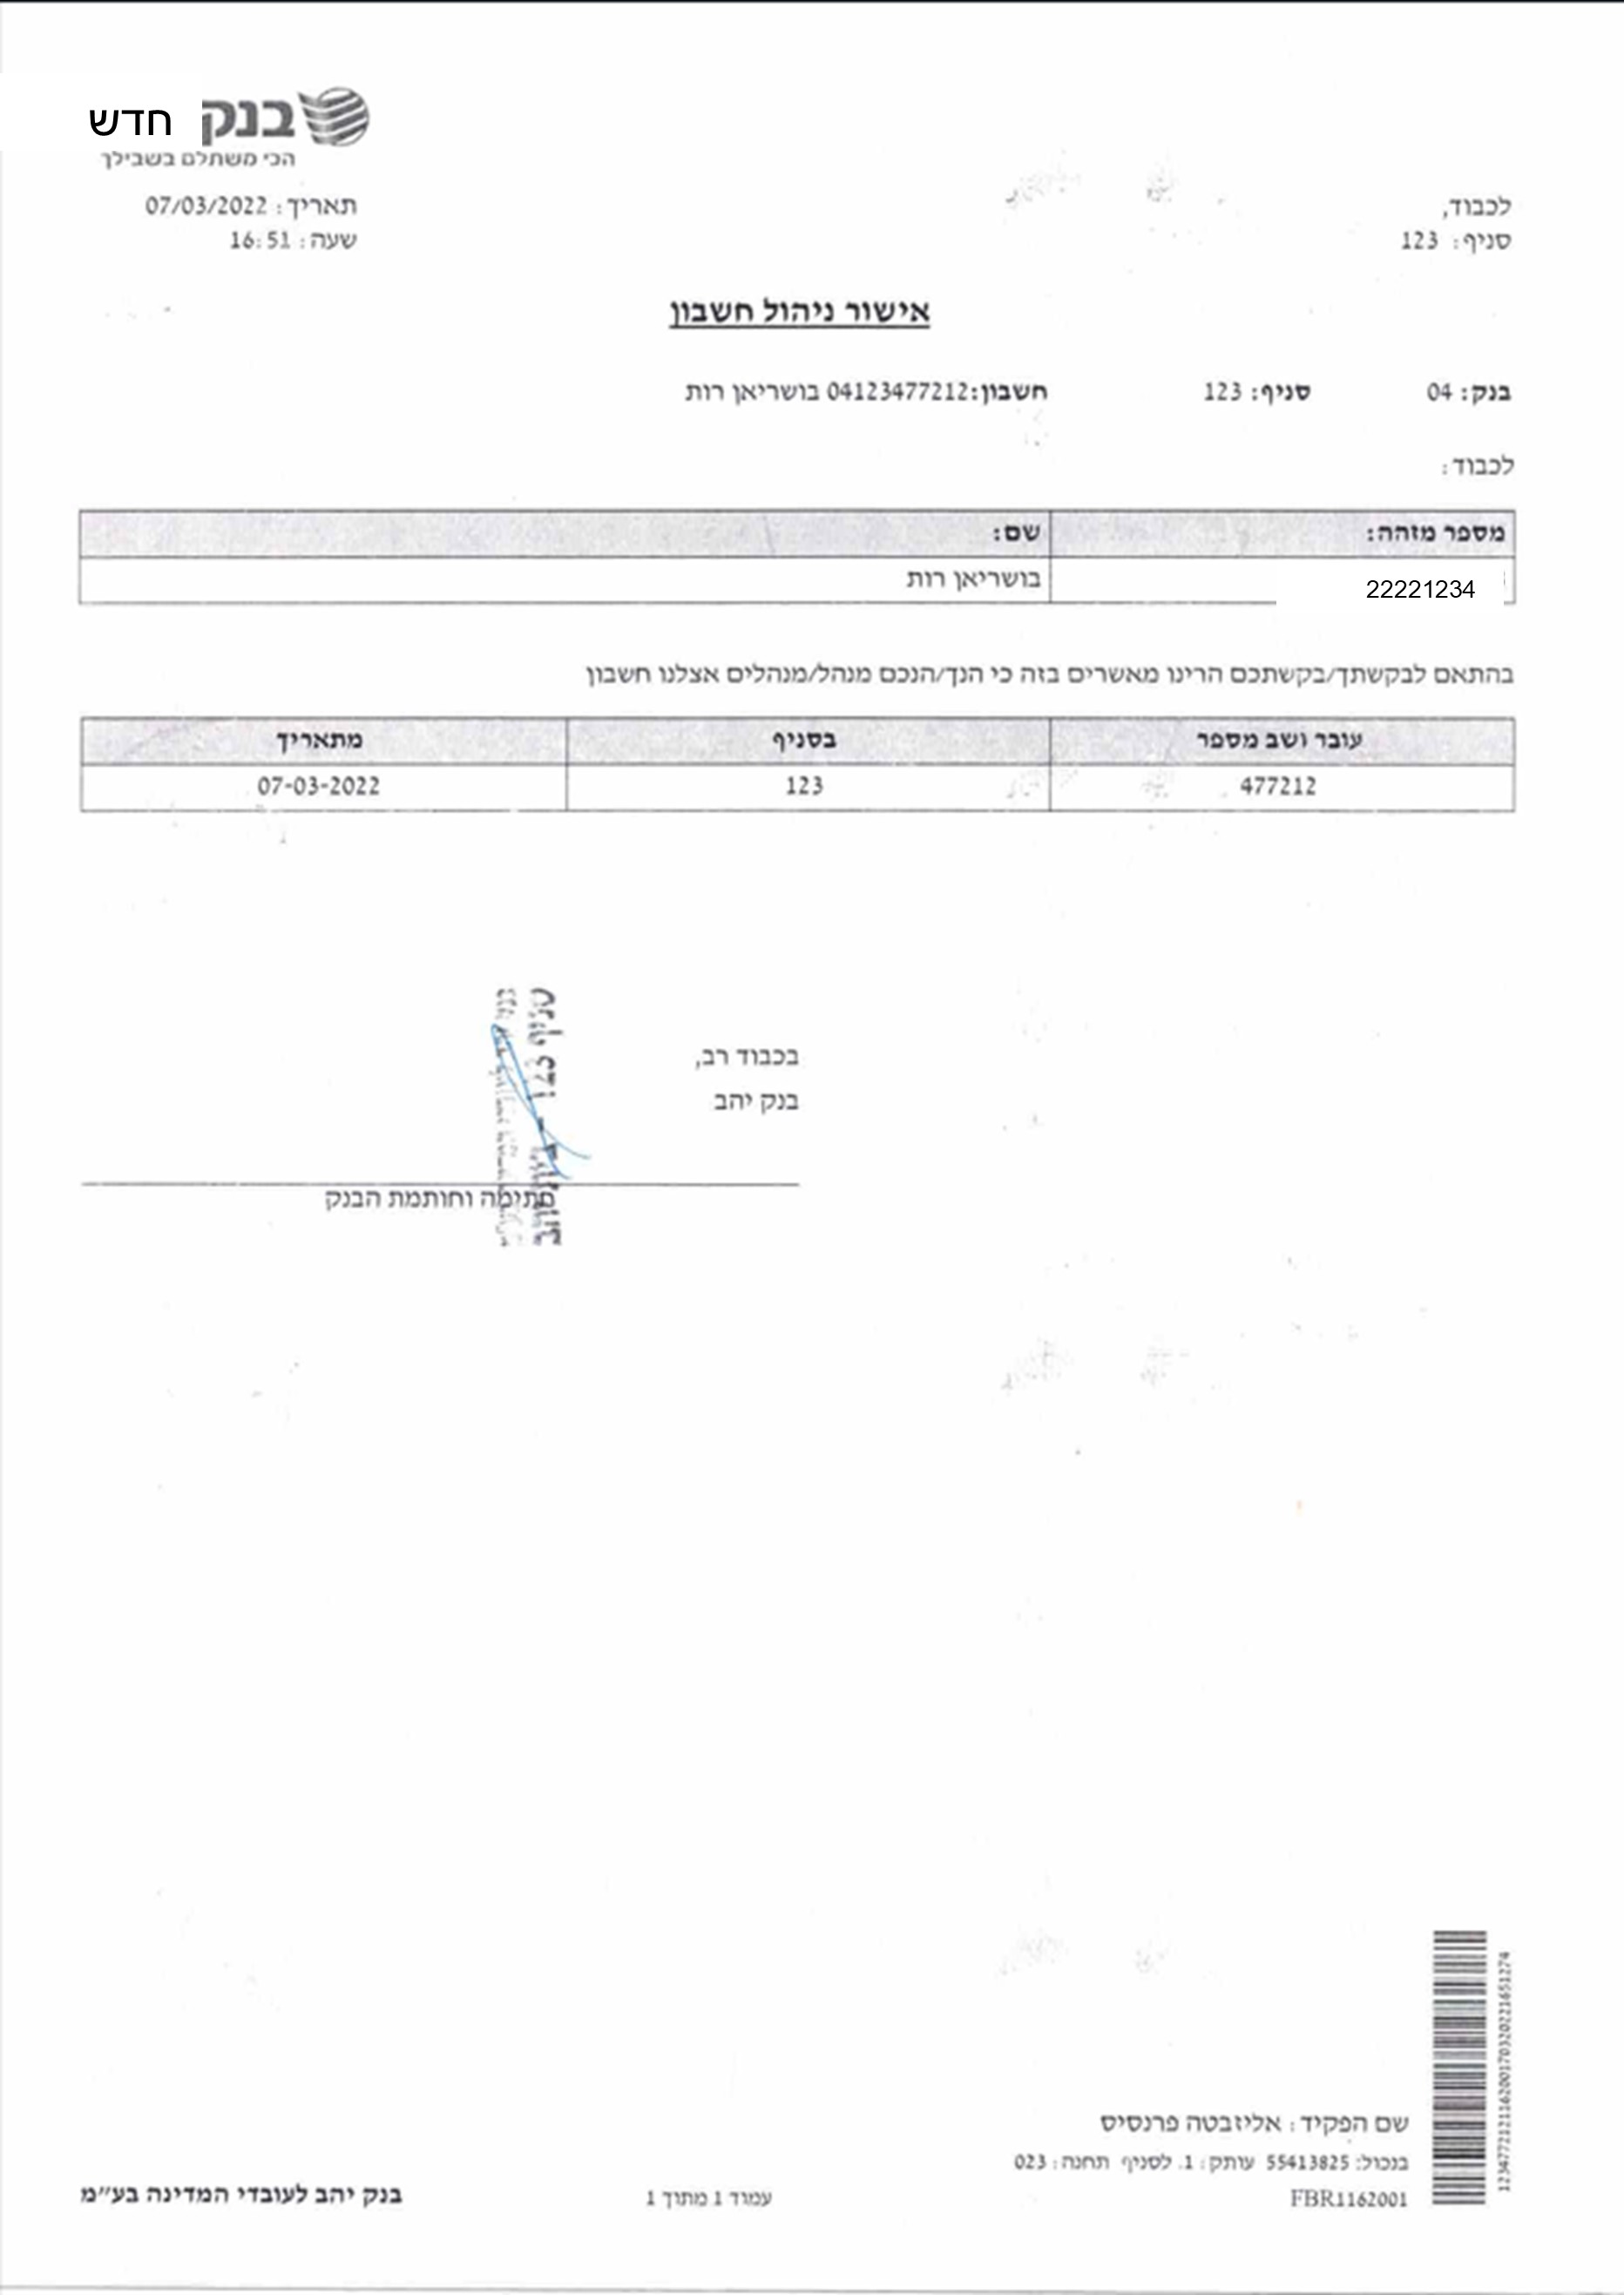 בנק חדש
הכי משתלם בשבילך
תאריך: 07/03/2022
שעה: 16:51
לכבוד,
סניף: 123
אישור ניהול חשבון
בנק: 04 סניף: 123 חשבון:04123477212 בושריאן רות
לכבוד:
מספר מזהה: שם:
22221234 בושריאן רות
בהתאם לבקשתך/בקשתכם הרינו מאשרים בזה כי הנך/הנכם מנהל/מנהלים אצלנו חשבון
עובר ושב מספר בסניף מתאריך
477212 123 07-03-2022
בכבוד רב,
בנק יהב
סניף 123 -
חתימה וחותמת הבנק
123477212116200170320221651274
שם הפקיד: אליזבטה פרנסיס
בנכול: 55413825 עותק: 1. לסניף תחנה: 023
FBR1162001
עמוד 1 מתוך 1
בנק יהב לעובדי המדינה בע״מ